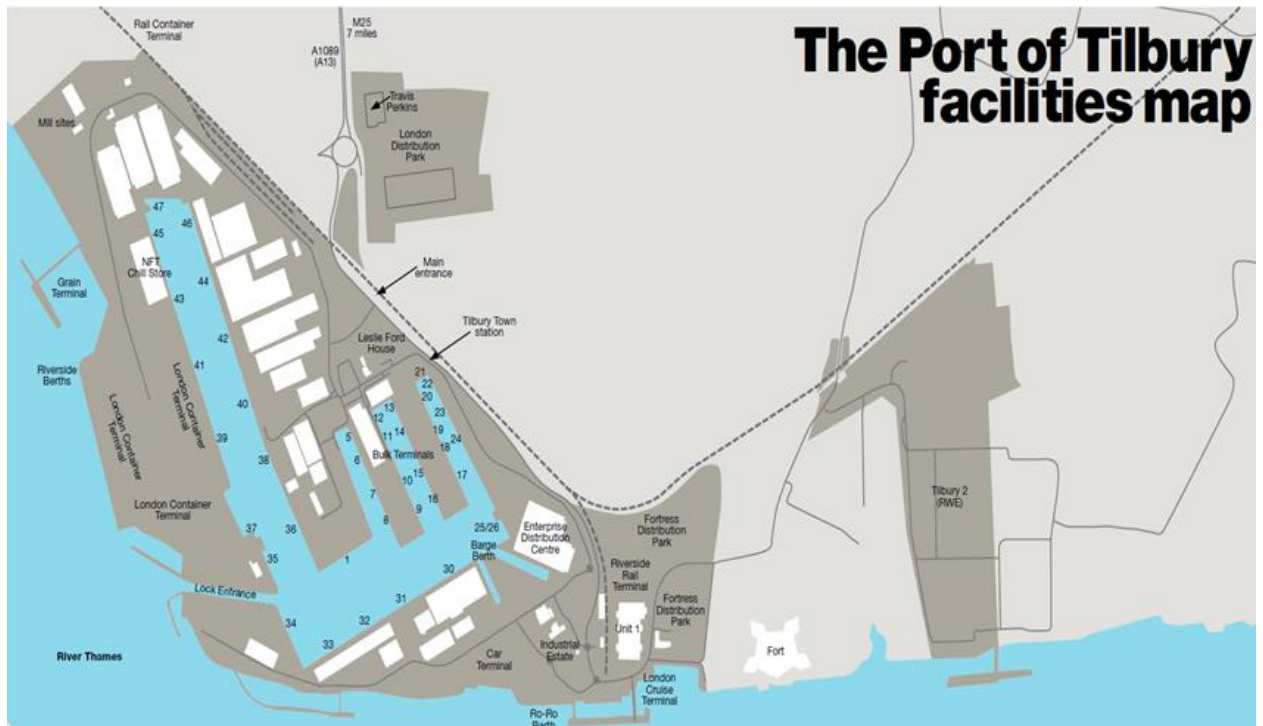 The Port of Tilbury
facilities map
Rail Container
Terminal
M25
7 miles
A1089
(A13)
Travis
Perkins
London
Distribution
Park
Mill sites
47
46
45
NFT
Chill Store
44
43
Grain
Terminal
Main
entrance
42
Tilbury Town
station
Leslie Ford
House
41
Riverside
Berths
London Container
Terminal
London Container
Terminal
40
39
38
21
22
20
23
19
24
18
17
13
12
14
11
5
6
Bulk Terminals
15
10
16
9
7
8
London Container
Terminal
37
36
35
1
25/26
Barge
Berth
Enterprise
Distribution
Centre
Fortress
Distribution
Park
Riverside
Rail
Terminal
Fortress
Distribution
Park
Tilbury 2
(RWE)
Lock Entrance
34
33
32
31
30
Unit 1
Industrial
Estate
Car
Terminal
Fort
River Thames
London
Cruise
Terminal
Ro-Ro
Berth